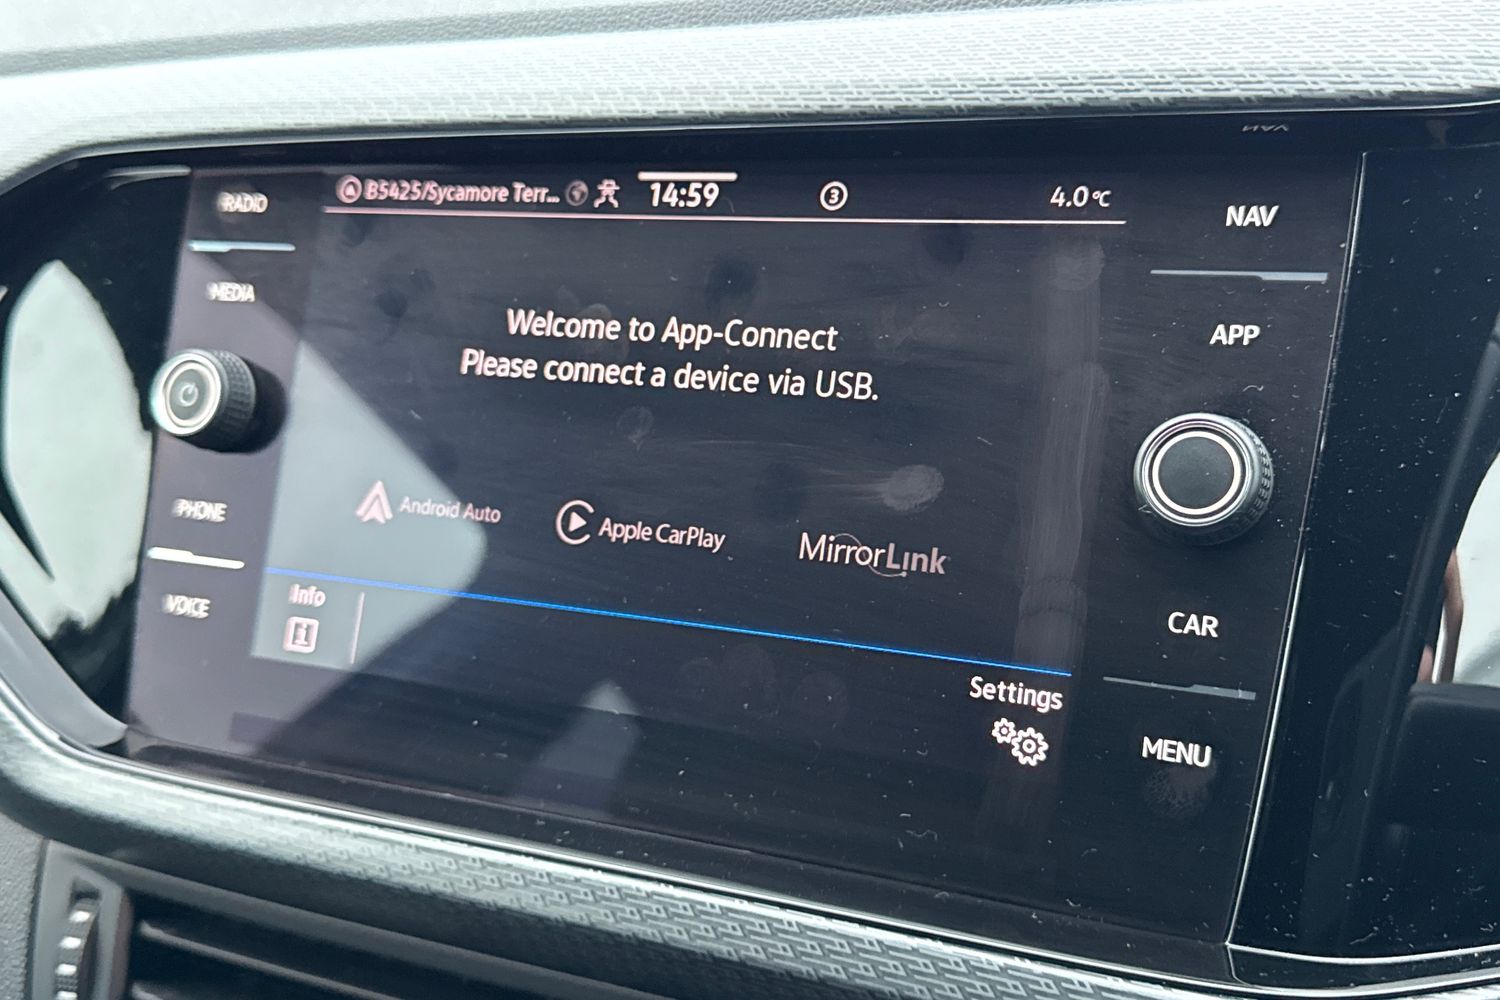 RADIO
MEDIA
PHONE
VOICE
B5425/Sycamore Terr...
14:59
3
4.0°C
Welcome to App-Connect
Please connect a device via USB.
Android Auto
Apple CarPlay
MirrorLink
Info
i
Settings
NAV
APP
CAR
MENU